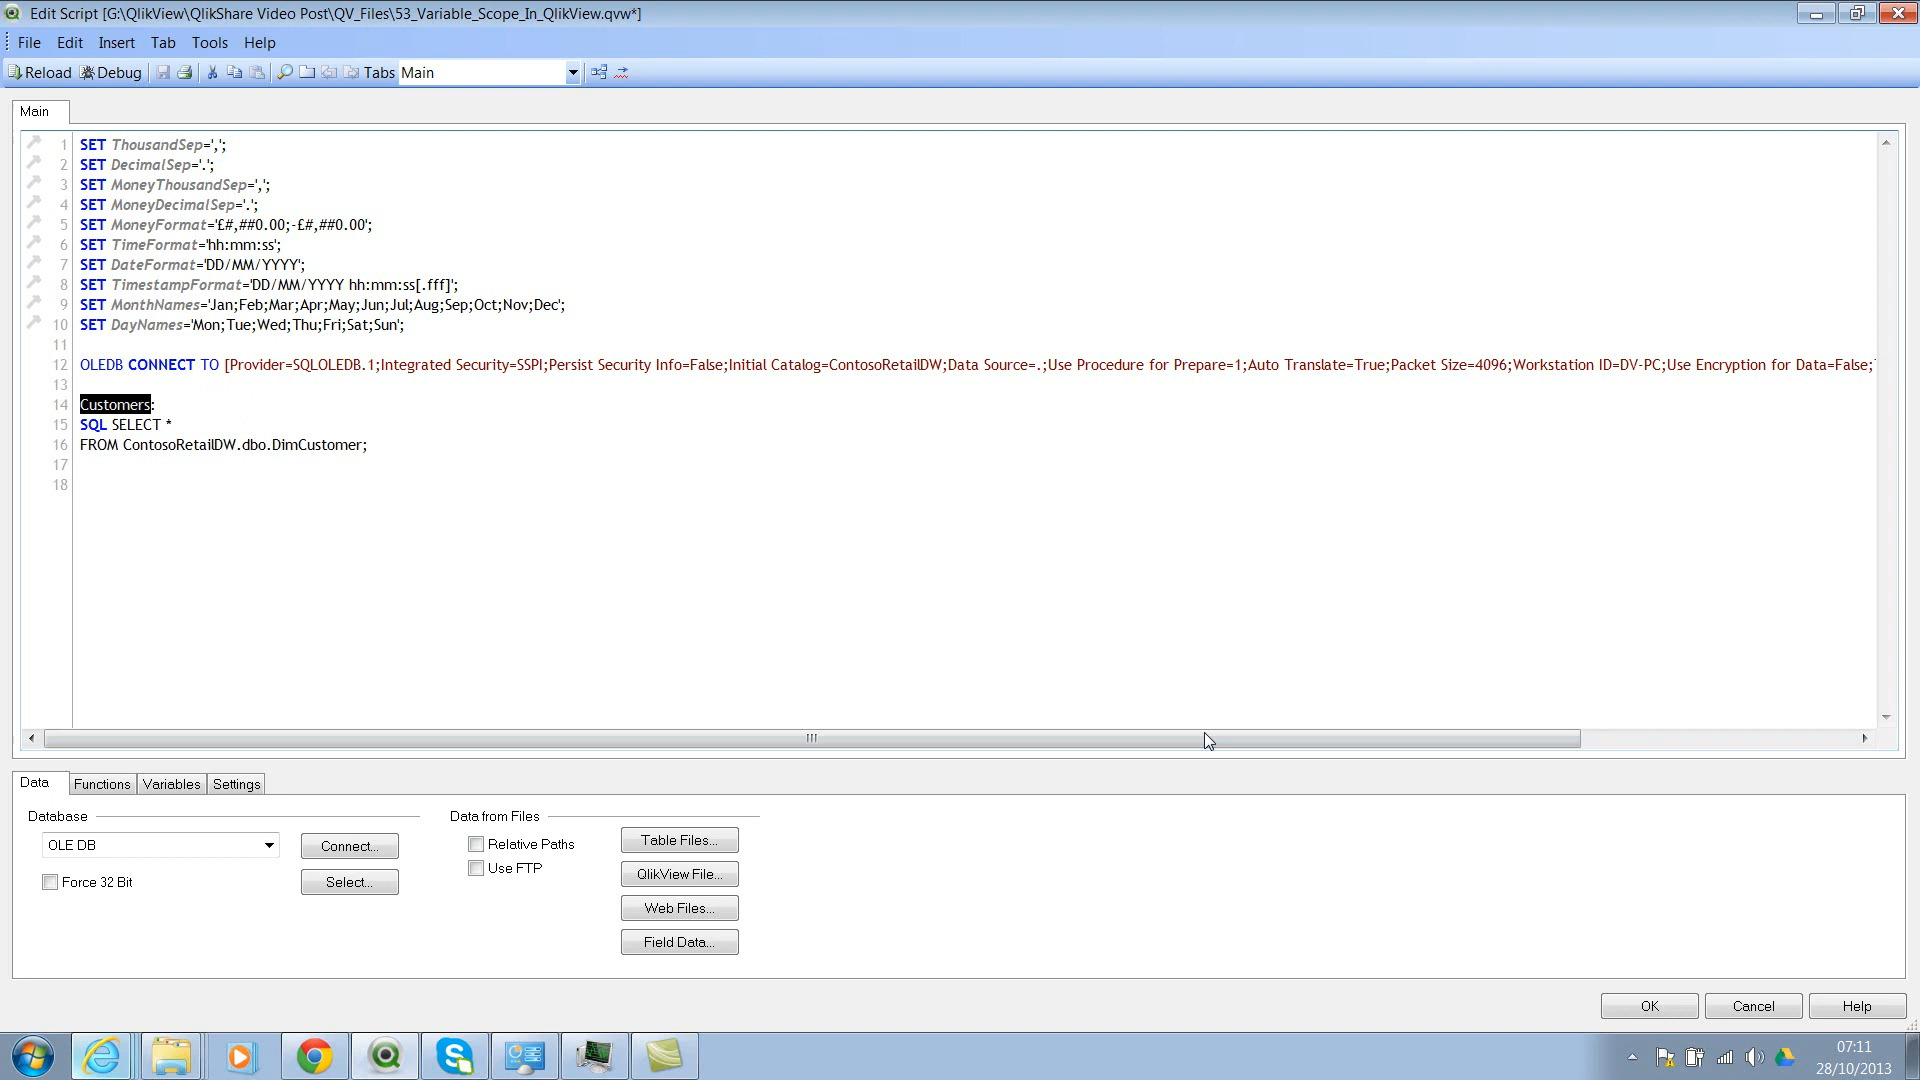 Edit Script [G:\QlikView\QlikShare Video Post\QV_Files\53_Variable_Scope_In_QlikView.qvw*]
File Edit Insert Tab Tools Help
Reload Debug Tabs Main
Main
1 SET ThousandSep=',';
2 SET DecimalSep='.';
3 SET MoneyThousandSep=',';
4 SET MoneyDecimalSep='.';
5 SET MoneyFormat='£#,##0.00;-£#,##0.00';
6 SET TimeFormat='hh:mm:ss';
7 SET DateFormat='DD/MM/YYYY';
8 SET TimestampFormat='DD/MM/YYYY hh:mm:ss[.fff]';
9 SET MonthNames='Jan;Feb;Mar;Apr;May;Jun;Jul;Aug;Sep;Oct;Nov;Dec';
10 SET DayNames='Mon;Tue;Wed;Thu;Fri;Sat;Sun';
11
12 OLEDB CONNECT TO [Provider=SQLOLEDB.1;Integrated Security=SSPI;Persist Security Info=False;Initial Catalog=ContosoRetailDW;Data Source=.;Use Procedure for Prepare=1;Auto Translate=True;Packet Size=4096;Workstation ID=DV-PC;Use Encryption for Data=False;
13
14 Customers:
15 SQL SELECT *
16 FROM ContosoRetailDW.dbo.DimCustomer;
17
18
Data Functions Variables Settings
Database Data from Files
OLE DB Connect... Relative Paths Table Files...
Use FTP
Force 32 Bit Select... QlikView File...
Web Files...
Field Data...
OK Cancel Help
07:11
28/10/2013